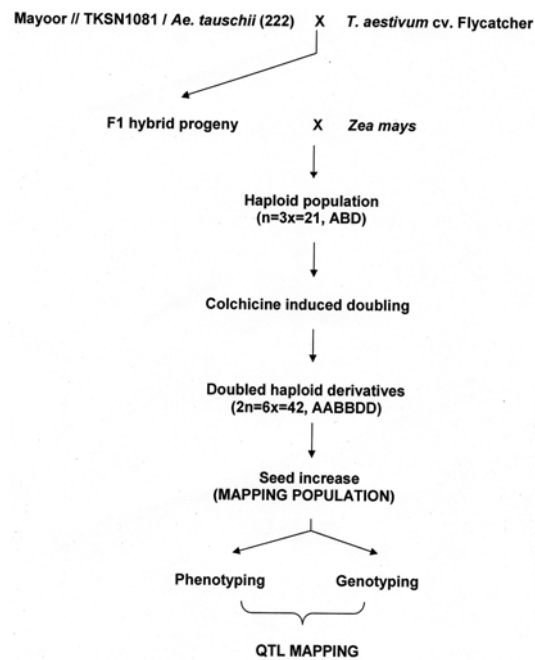 Mayoor // TKSN1081 / Ae. tauschii (222) X T. aestivum cv. Flycatcher
F1 hybrid progeny X Zea mays
Haploid population
(n=3x=21, ABD)
Colchicine induced doubling
Doubled haploid derivatives
(2n=6x=42, AABBDD)
Seed increase
(MAPPING POPULATION)
Phenotyping Genotyping
QTL MAPPING